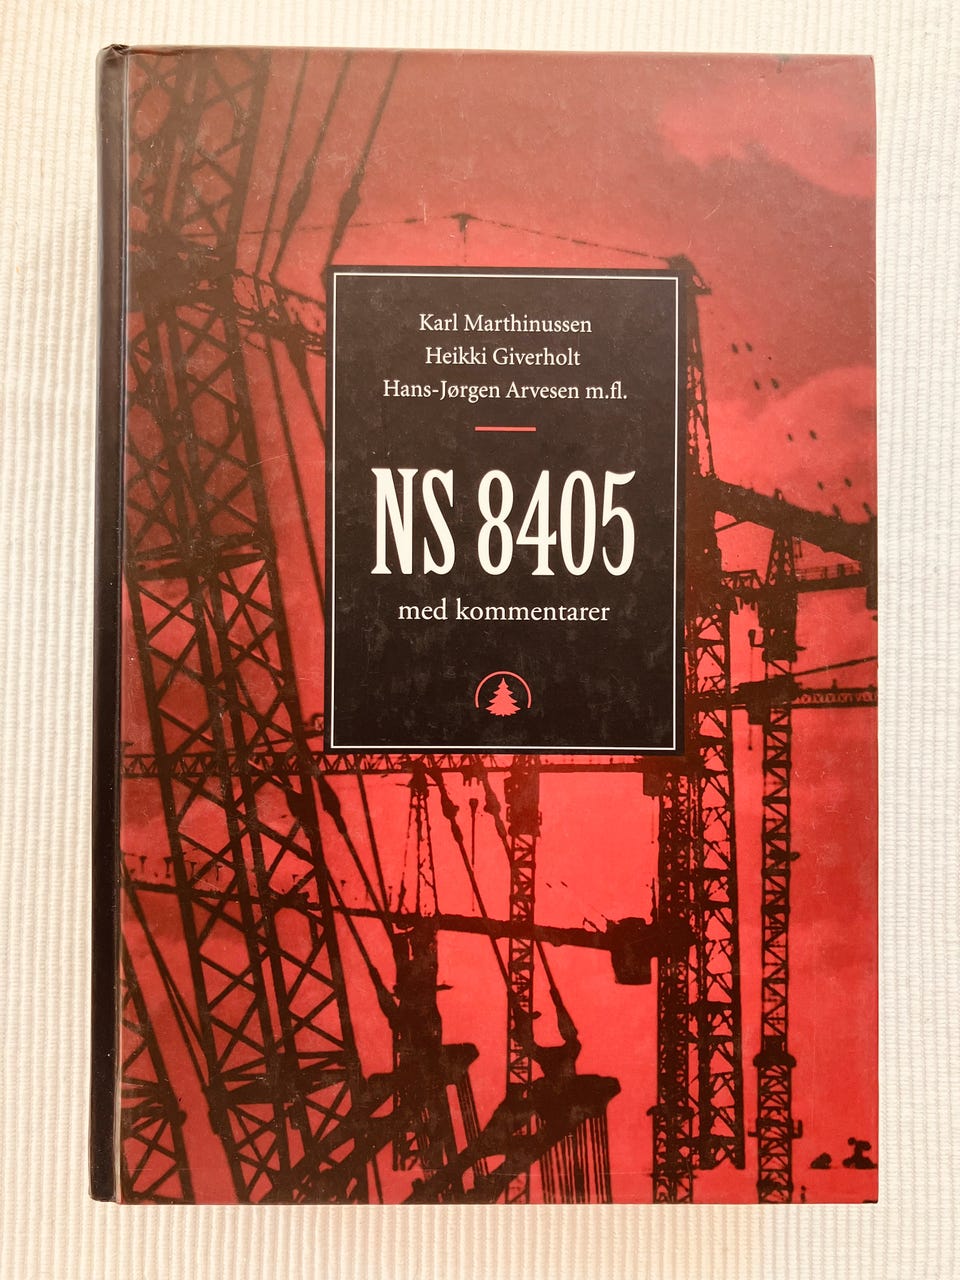 Karl Marthinussen
Heikki Giverholt
Hans-Jørgen Arvesen m.fl.
NS 8405
med kommentarer